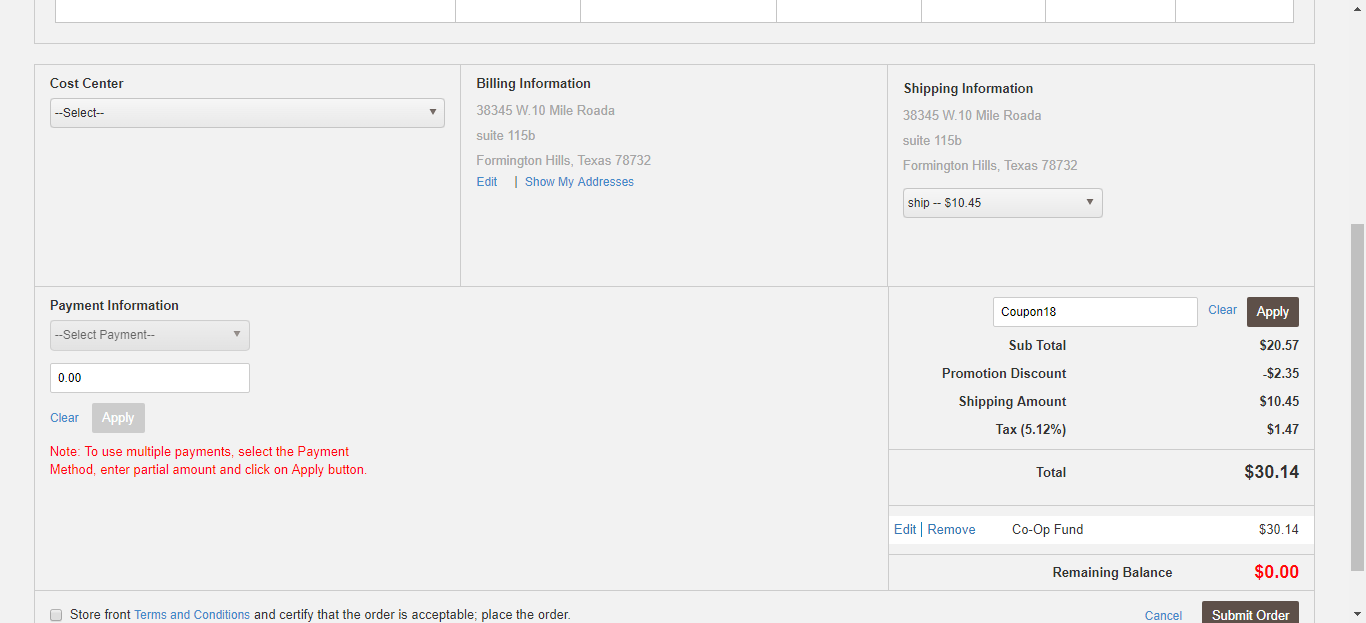 Cost Center
--Select--
Billing Information
38345 W.10 Mile Roada
suite 115b
Formington Hills, Texas 78732
Edit | Show My Addresses
Shipping Information
38345 W.10 Mile Roada
suite 115b
Formington Hills, Texas 78732
ship -- $10.45
Payment Information
--Select Payment--
0.00
Clear Apply
Note: To use multiple payments, select the Payment
Method, enter partial amount and click on Apply button.
Coupon18 Clear Apply
Sub Total $20.57
Promotion Discount -$2.35
Shipping Amount $10.45
Tax (5.12%) $1.47
Total $30.14
Edit | Remove Co-Op Fund $30.14
Remaining Balance $0.00
Store front Terms and Conditions and certify that the order is acceptable; place the order.
Cancel Submit Order